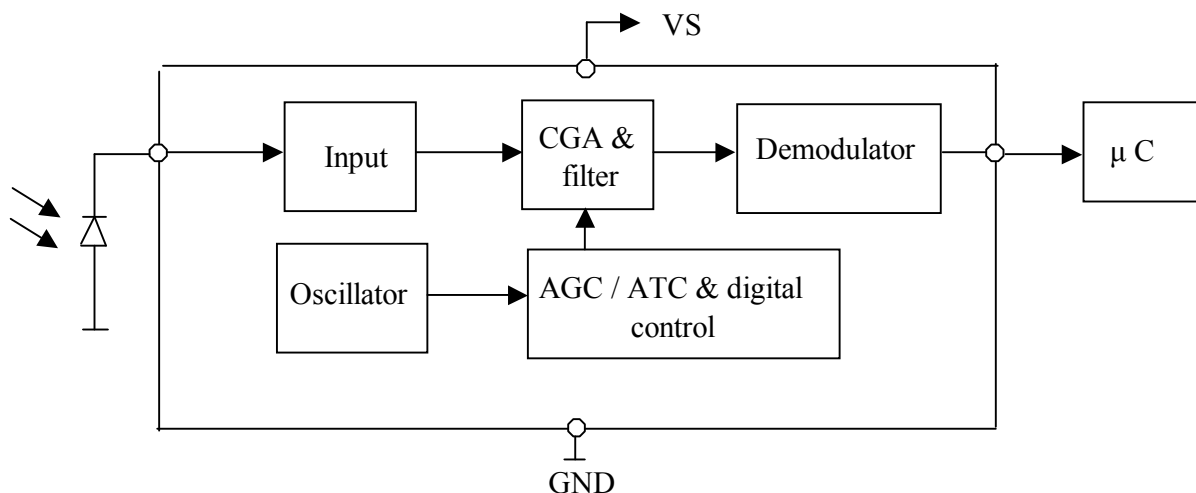 VS
Input
CGA &
filter
Demodulator
μ C
Oscillator
AGC / ATC & digital
control
GND